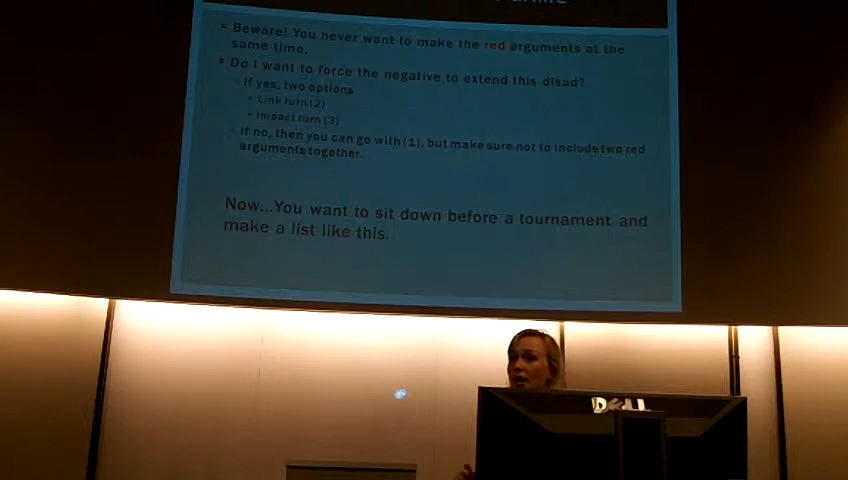 Beware! You never want to make the red arguments at the
same time.
Do I want to force the negative to extend this disad?
If yes, two options
Link turn (2)
Impact turn (3)
If no, then you can go with (1), but make sure not to include two red
arguments together.
Now...You want to sit down before a tournament and
make a list like this.
DELL